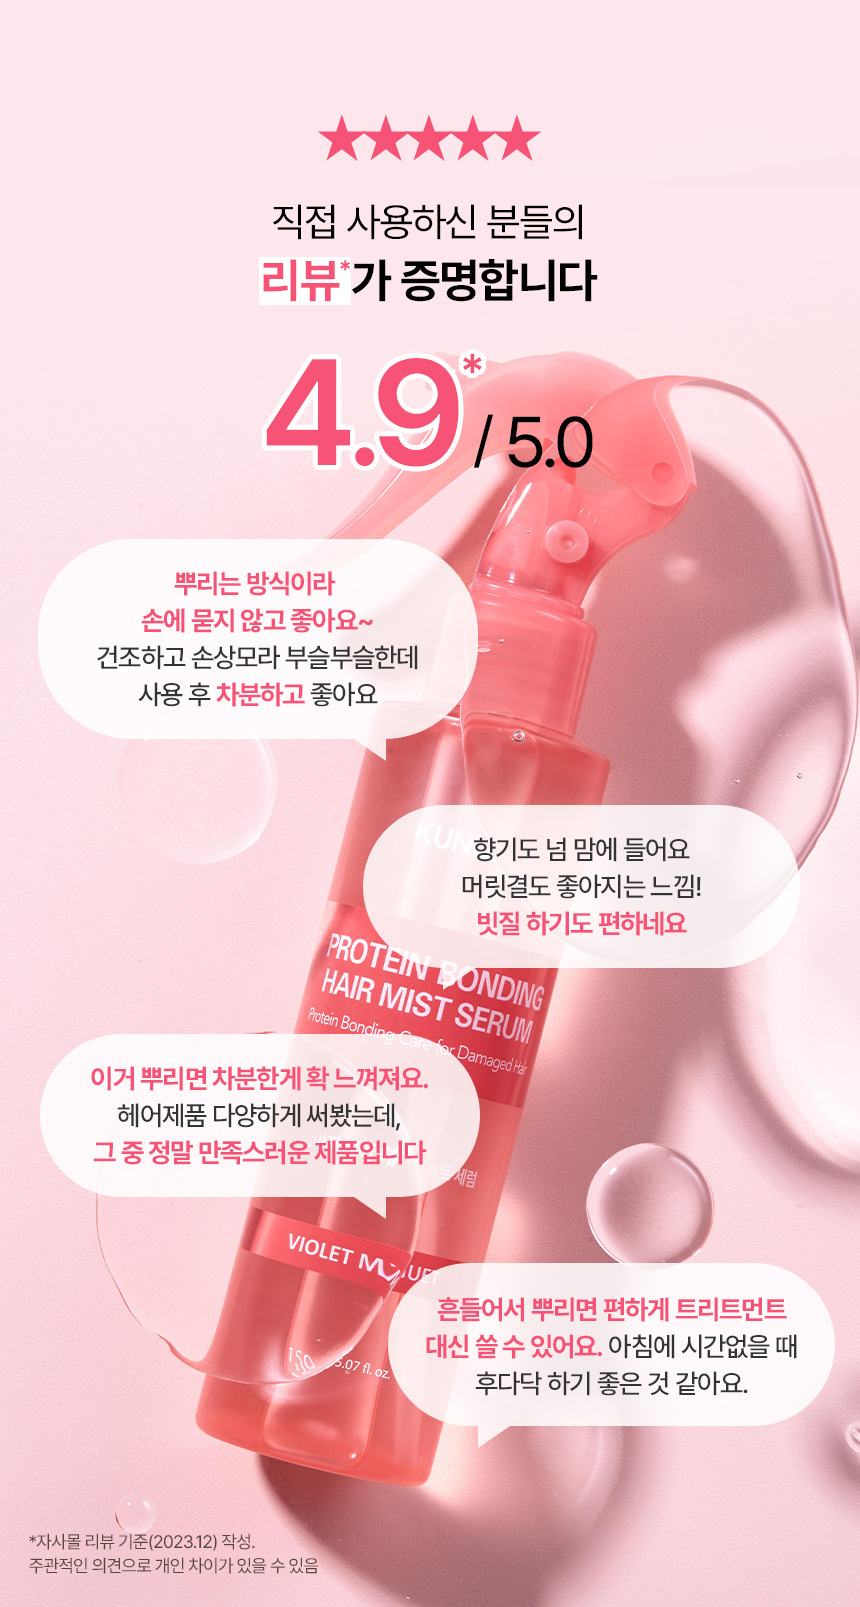 직접 사용하신 분들의
리뷰*가 증명합니다
4.9* / 5.0
뿌리는 방식이라
손에 묻지 않고 좋아요~
건조하고 손상모라 부슬부슬한데
사용 후 차분하고 좋아요
향기도 넘 맘에 들어요
머릿결도 좋아지는 느낌!
빗질 하기도 편하네요
PROTEIN BONDING
HAIR MIST SERUM
Protein Bonding Care for Damaged Hair
이거 뿌리면 차분한게 확 느껴져요.
헤어제품 다양하게 써봤는데,
그 중 정말 만족스러운 제품입니다
세럼
VIOLET
흔들어서 뿌리면 편하게 트리트먼트
대신 쓸 수 있어요. 아침에 시간없을 때
후다닥 하기 좋은 것 같아요.
5.07 fl. oz.
*자사몰 리뷰 기준(2023.12) 작성.
주관적인 의견으로 개인 차이가 있을 수 있음